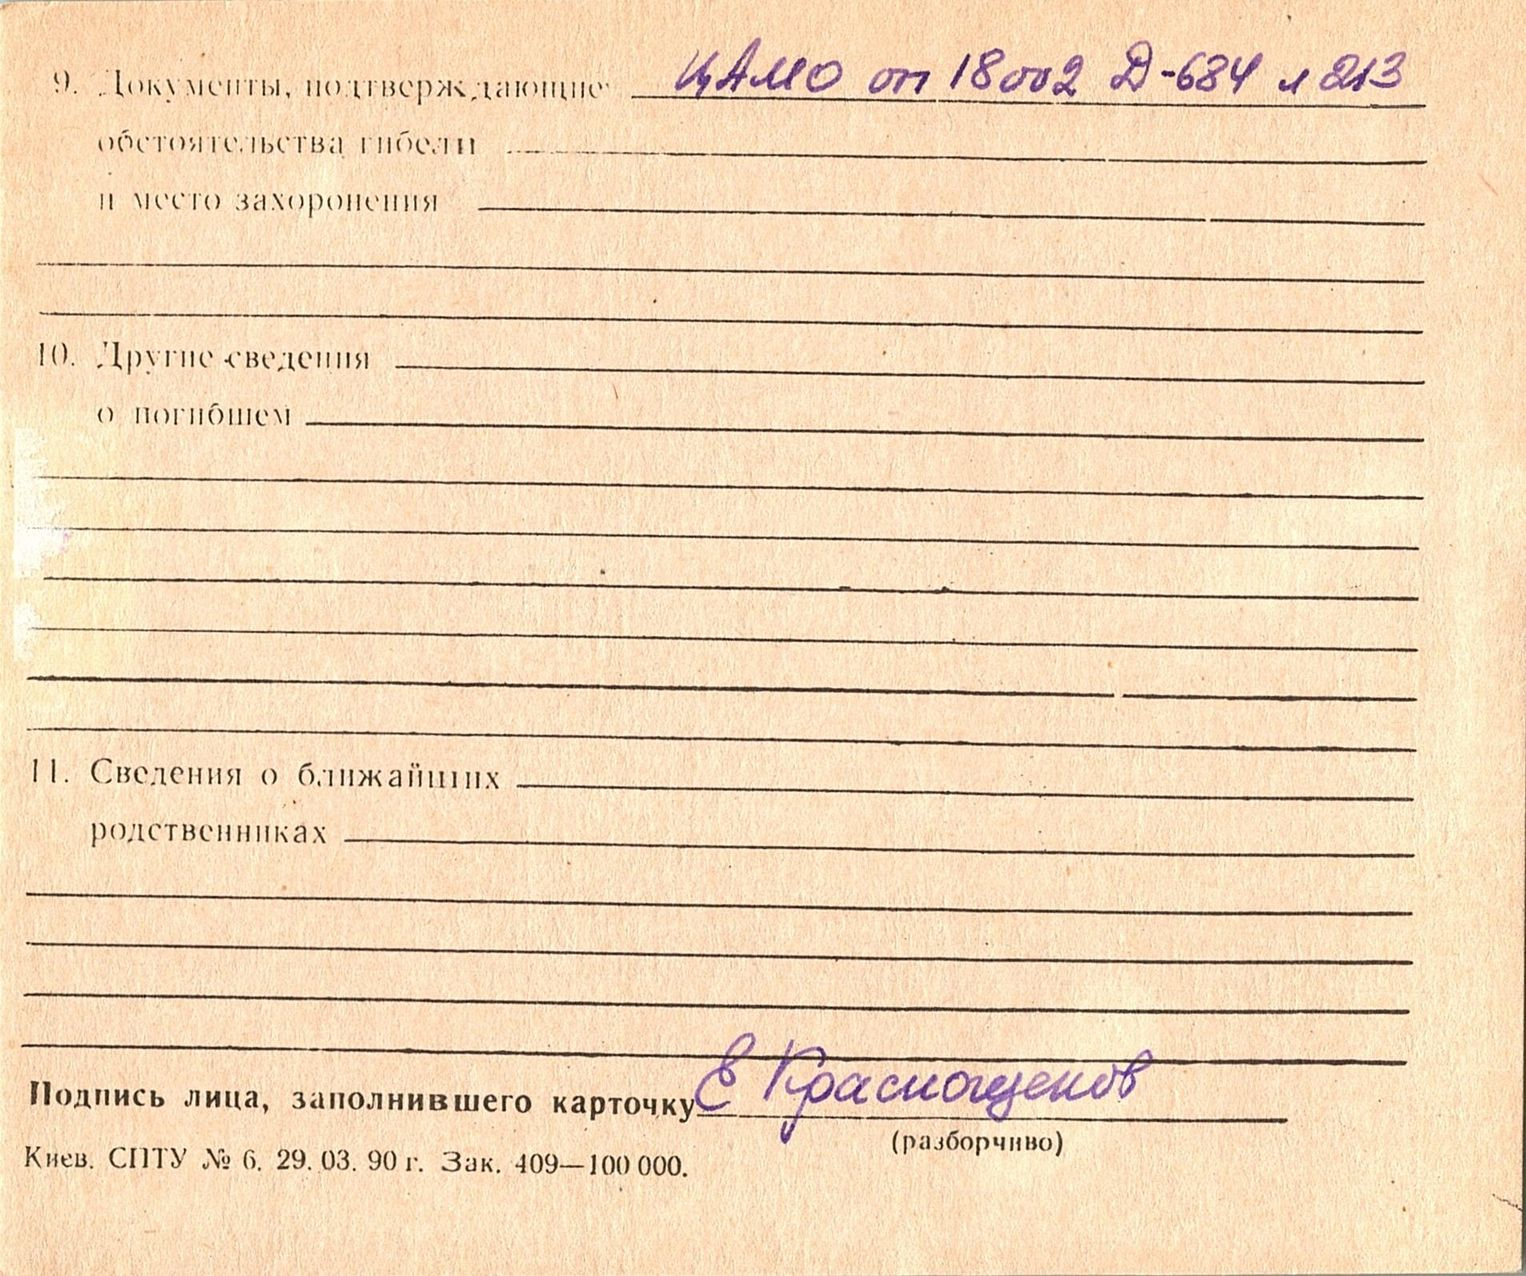 9. Документы, подтверждающие ЦАМО оп 18002 Д-684 л 213
обстоятельства гибели
и место захоронения
10. Другие сведения
о погибшем
11. Сведения о ближайших
родственниках
Подпись лица, заполнившего карточку Е Краснощеков
(разборчиво)
Киев. СПТУ № 6. 29. 03. 90 г. Зак. 409—100 000.